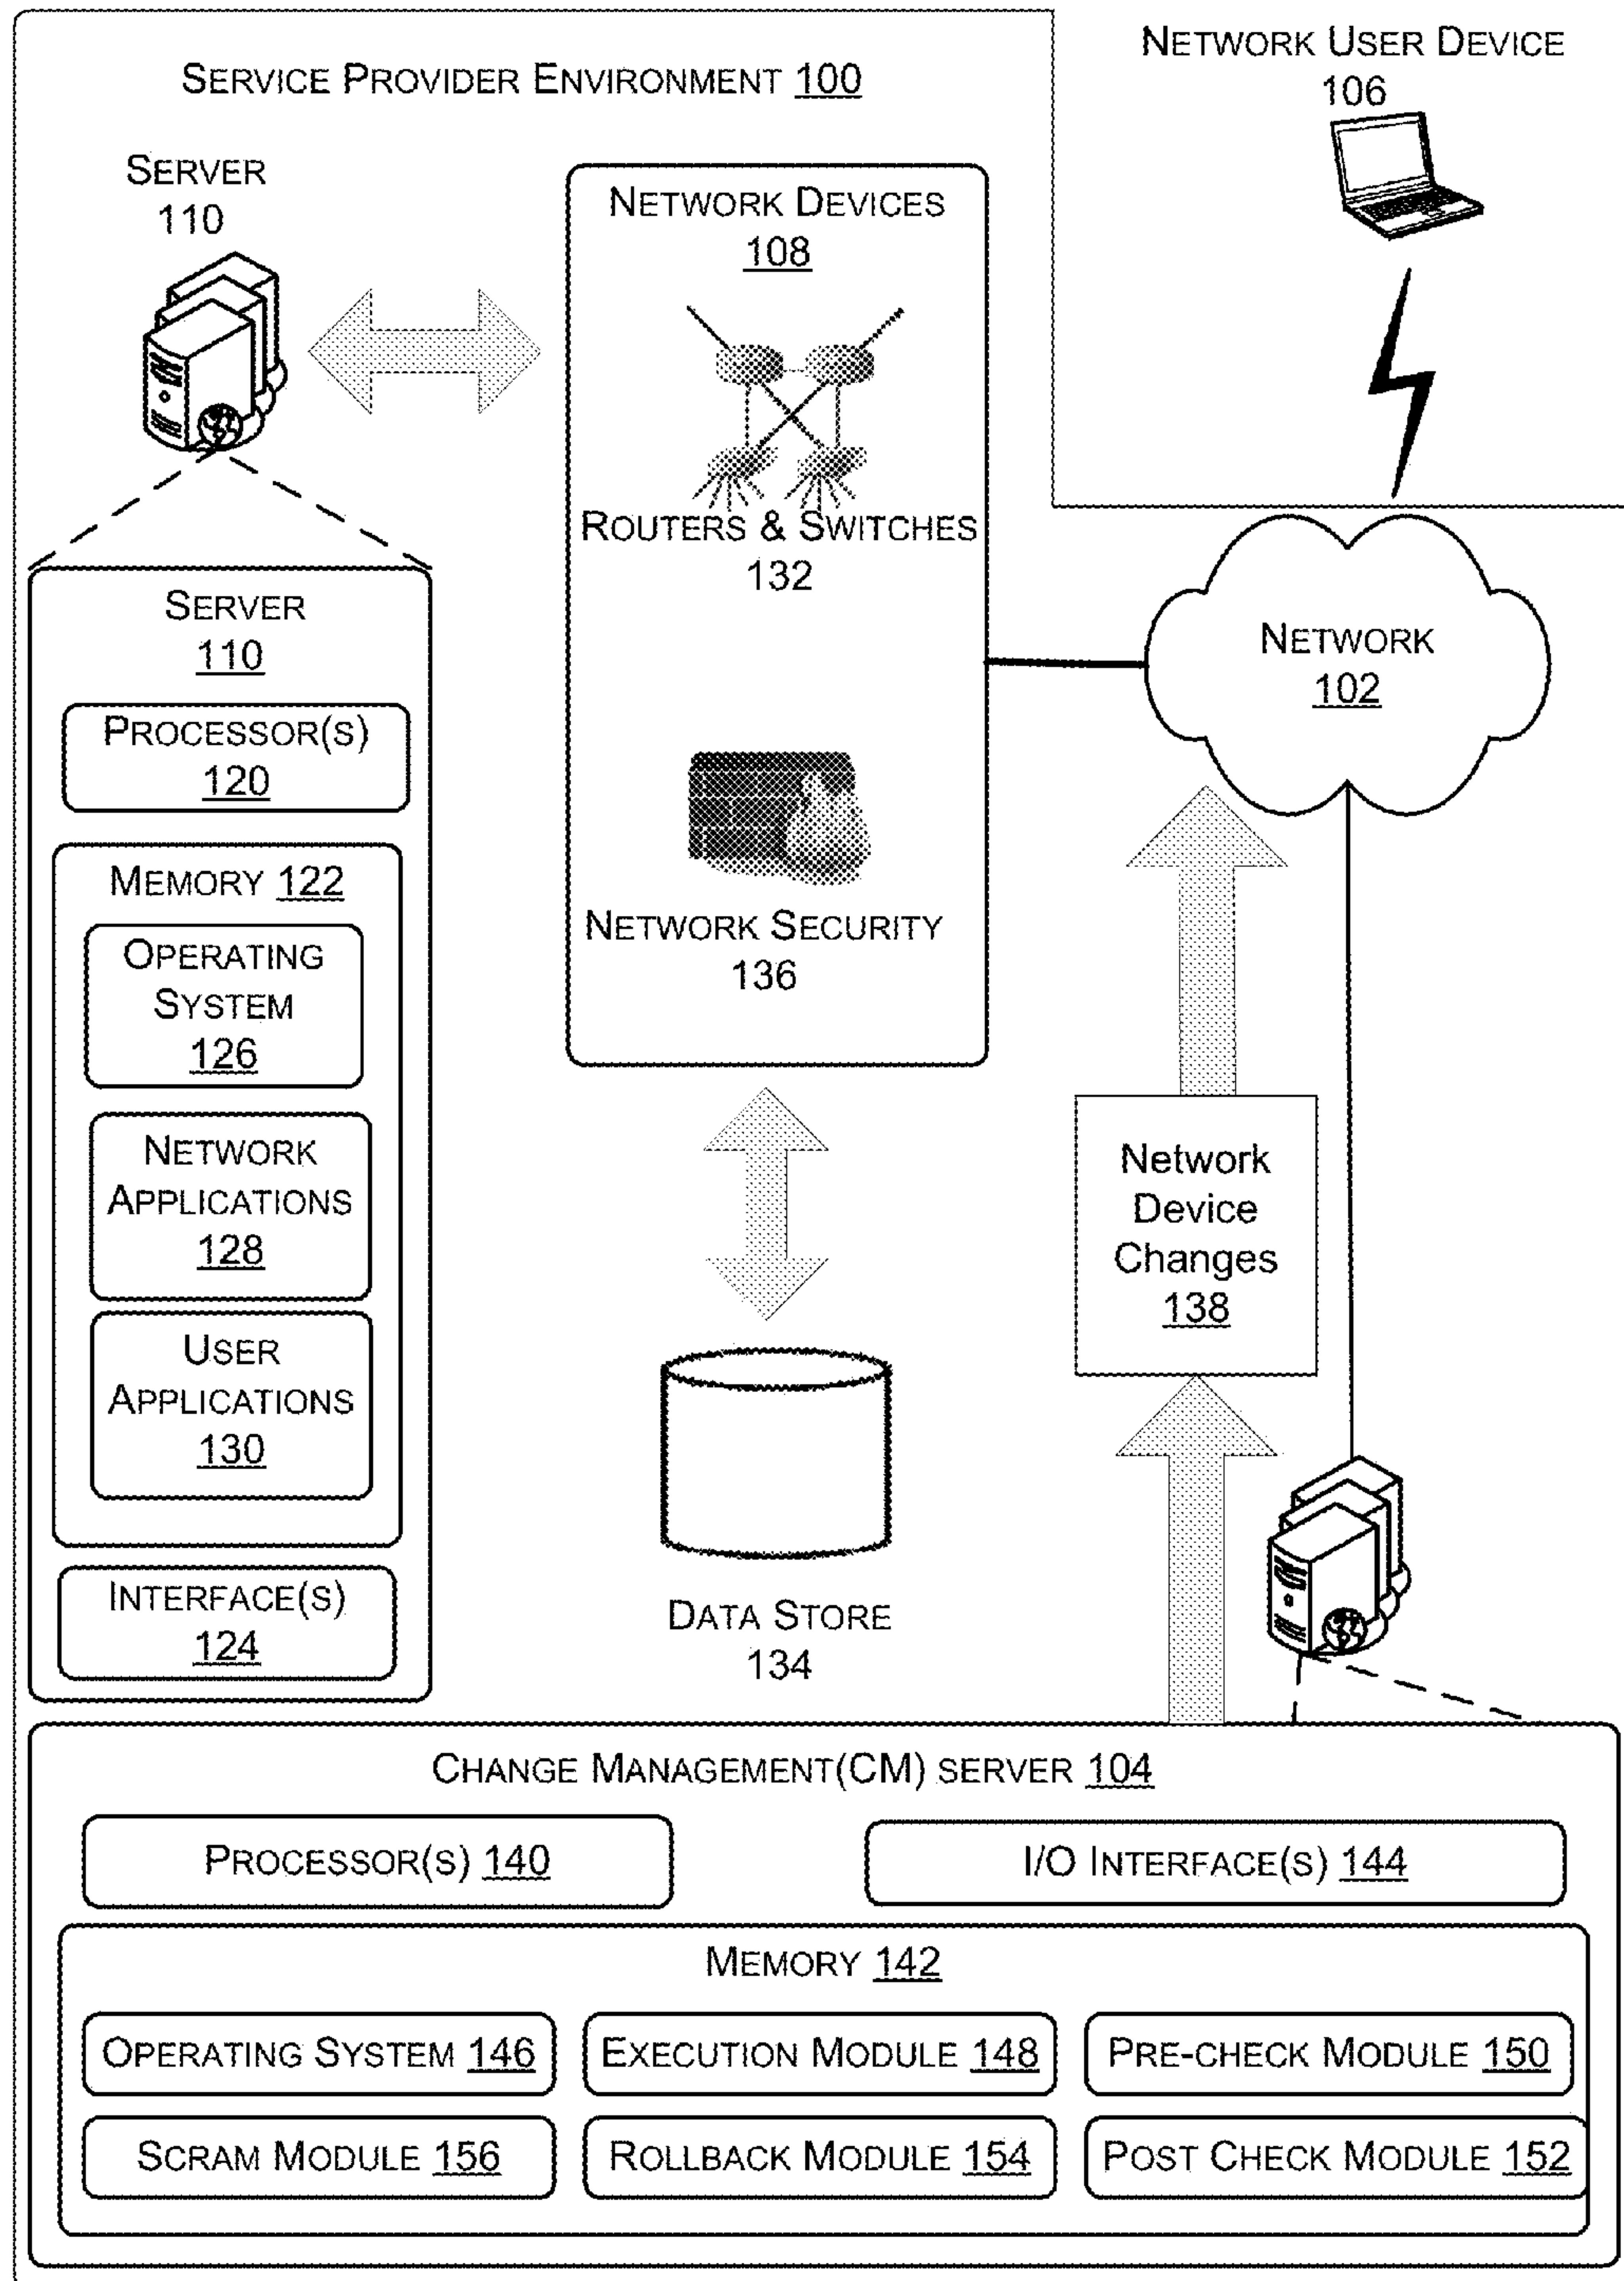 SERVICE PROVIDER ENVIRONMENT 100
NETWORK USER DEVICE
106
SERVER
110
NETWORK DEVICES
108
ROUTERS & SWITCHES
132
NETWORK SECURITY
136
NETWORK
102
SERVER
110
PROCESSOR(S)
120
MEMORY 122
OPERATING
SYSTEM
126
NETWORK
APPLICATIONS
128
USER
APPLICATIONS
130
INTERFACE(S)
124
DATA STORE
134
Network
Device
Changes
138
CHANGE MANAGEMENT(CM) SERVER 104
PROCESSOR(S) 140
I/O INTERFACE(S) 144
MEMORY 142
OPERATING SYSTEM 146
EXECUTION MODULE 148
PRE-CHECK MODULE 150
SCRAM MODULE 156
ROLLBACK MODULE 154
POST CHECK MODULE 152